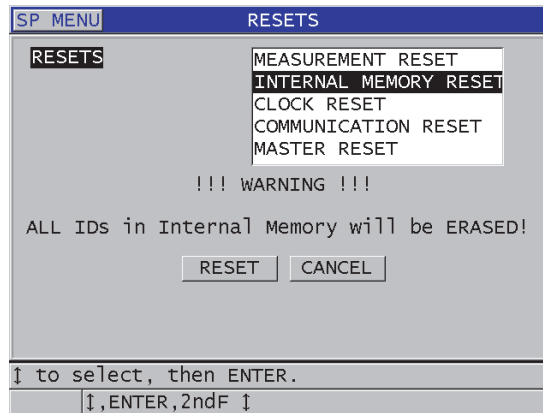 SP MENU RESETS
RESETS
MEASUREMENT RESET
INTERNAL MEMORY RESET
CLOCK RESET
COMMUNICATION RESET
MASTER RESET
!!! WARNING !!!
ALL IDs in Internal Memory will be ERASED!
RESET CANCEL
↕ to select, then ENTER.
↕,ENTER,2ndF ↕